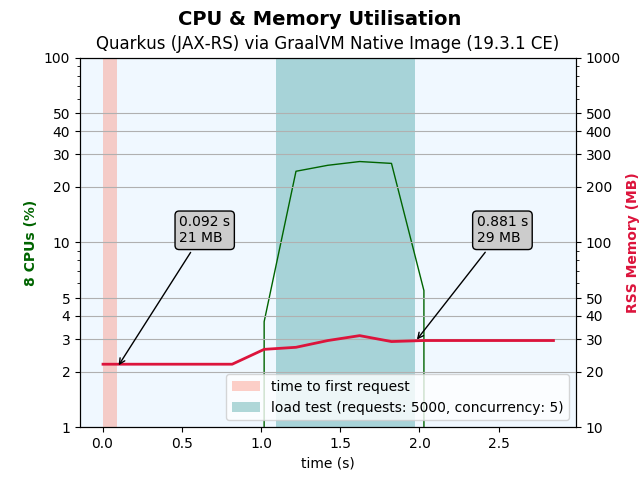 CPU & Memory Utilisation
Quarkus (JAX-RS) via GraalVM Native Image (19.3.1 CE)
100
50
40
30
20
10
5
4
3
2
1
8 CPUs (%)
1000
500
400
300
200
100
50
40
30
20
10
RSS Memory (MB)
0.092 s
21 MB
0.881 s
29 MB
time to first request
load test (requests: 5000, concurrency: 5)
0.0 0.5 1.0 1.5 2.0 2.5
time (s)